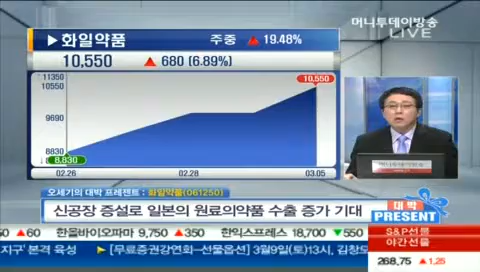 ▶ 화일약품
주중 ▲ 19.48%
머니투데이방송
LIVE
10,550 ▲ 680 (6.89%)
11350
10550
9690
8830
10,550
8,830
02.26
02.28
03.05
오세기의 대박 프레젠트 : 화일약품(061250)
신공장 증설로 일본의 원료의약품 수출 증가 기대
대박
PRESENT
▲ 60 한올바이오파마 9,750 ▲ 350 한익스프레스 18,700 ▼ 550
지구' 본격 육성 ▶ [무료증권강연회-선물옵션] 3월9일(토)13시, 김창모
S&P선물
야간선물
268,75 ▲ 1,25